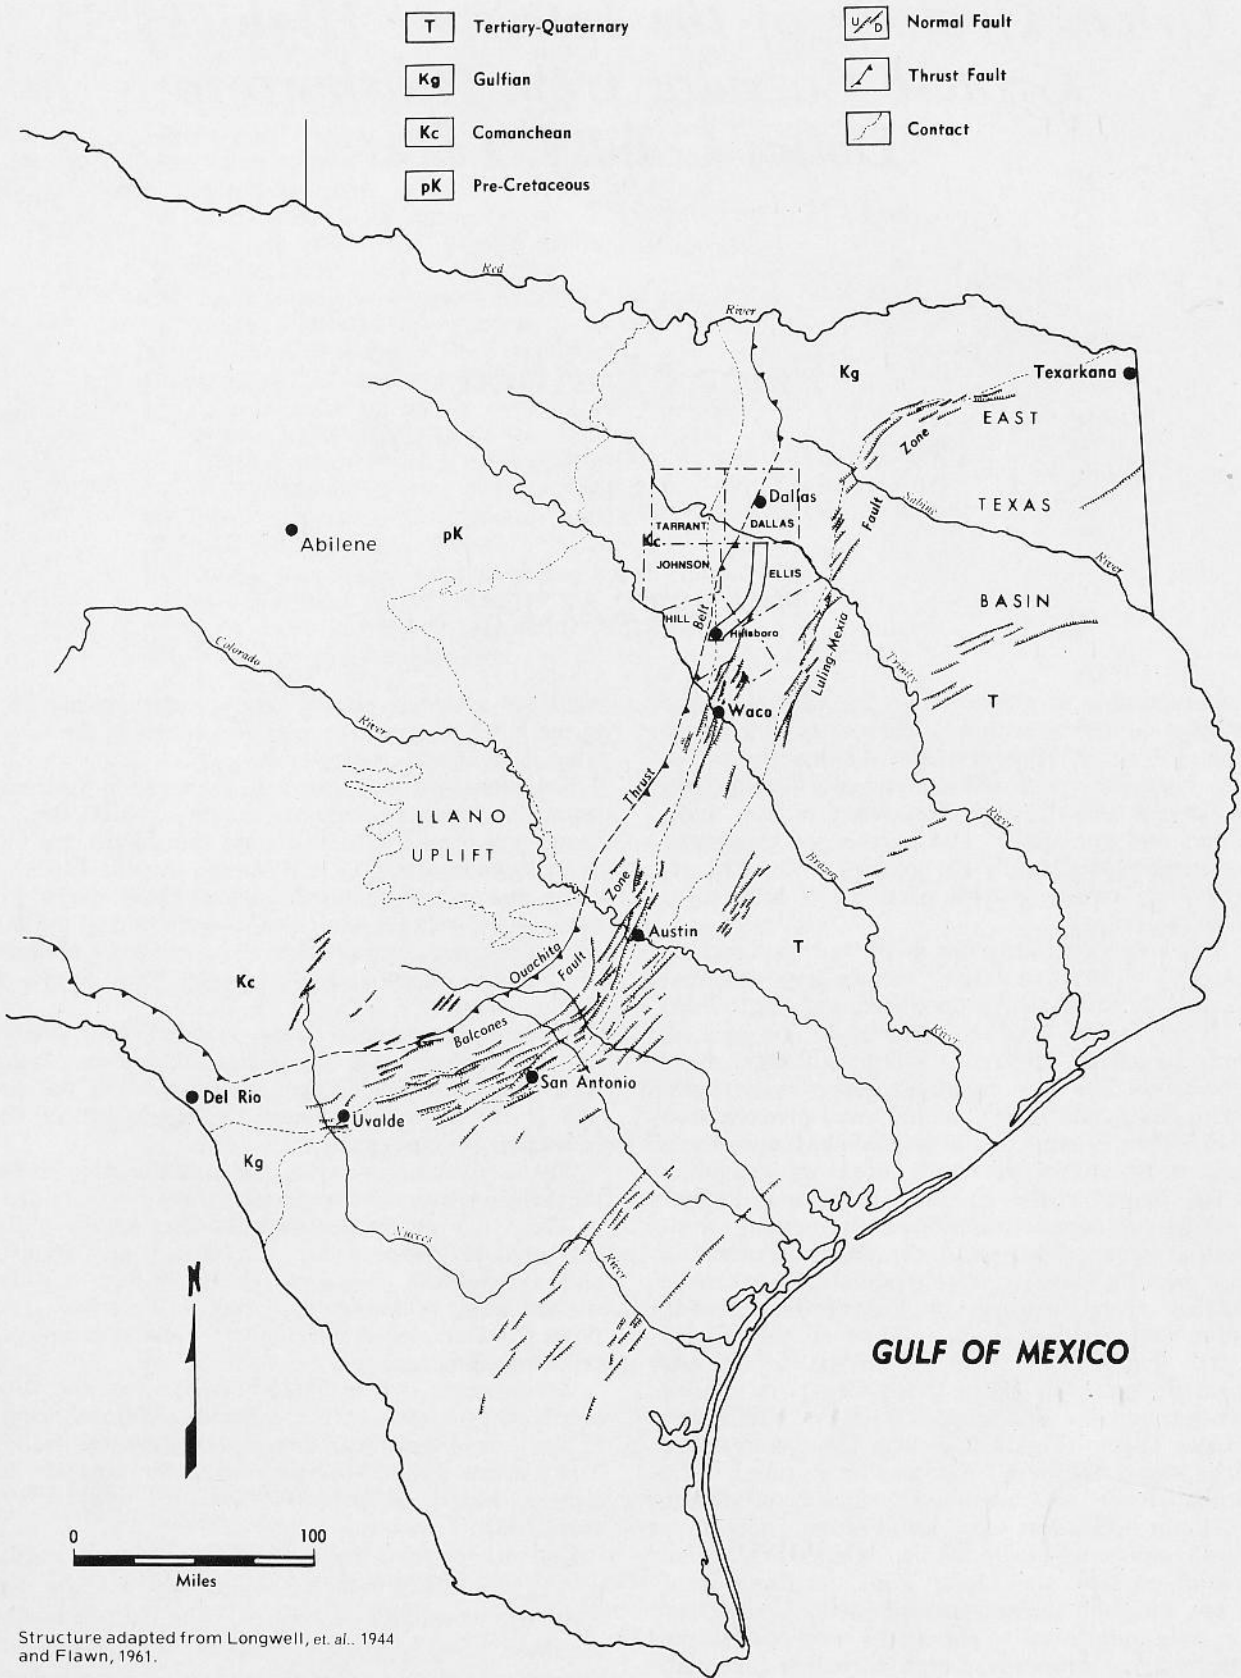 T Tertiary-Quaternary
Kg Gulfian
Kc Comanchean
pK Pre-Cretaceous
U/D Normal Fault
Thrust Fault
Contact
Red
River
Kg
Texarkana
EAST
Zone
TEXAS
Sabine
River
Fault
Dallas
TARRANT
DALLAS
Kc
JOHNSON
ELLIS
Abilene
pK
BASIN
HILL
Belt
Hillsboro
Luling-Mexia
Trinity
T
Colorado
River
Waco
Thrust
LLANO
UPLIFT
River
Brazos
Zone
Austin
T
Ouachita
Fault
Kc
Balcones
River
San Antonio
Del Rio
Uvalde
Kg
Nueces
River
N
GULF OF MEXICO
0 100
Miles
Structure adapted from Longwell, et. al.. 1944
and Flawn, 1961.